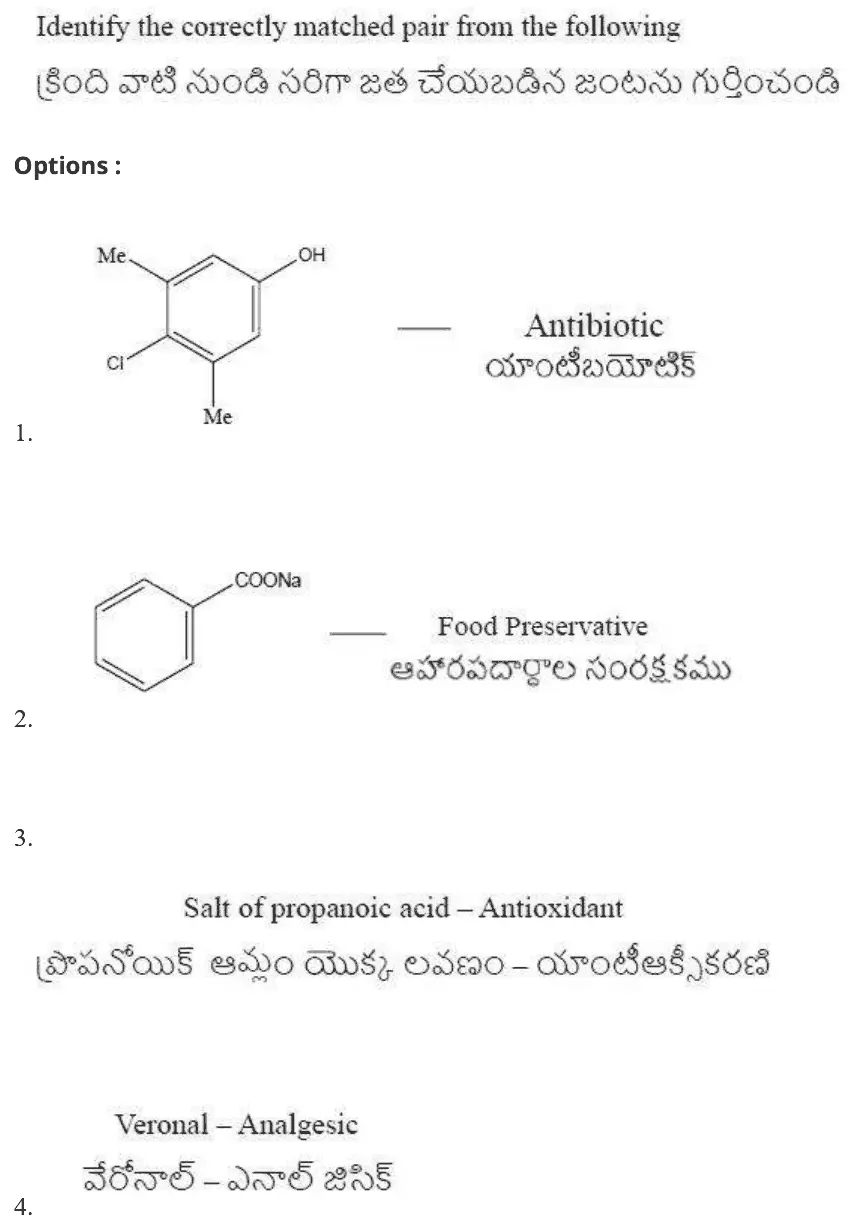 Identify the correctly matched pair from the following
క్రింది వాటి నుండి సరిగా జత చేయబడిన జంటను గుర్తించండి
Options :
Me
OH
Cl
Me
— Antibiotic
యాంటీబయోటిక్
1.
COONa
— Food Preservative
ఆహారపదార్థాల సంరక్షకము
2.
3.
Salt of propanoic acid – Antioxidant
ప్రొపనోయిక్ ఆమ్లం యొక్క లవణం – యాంటీఆక్సీకరణి
Veronal – Analgesic
వేరోనాల్ – ఎనాల్ జిసిక్
4.